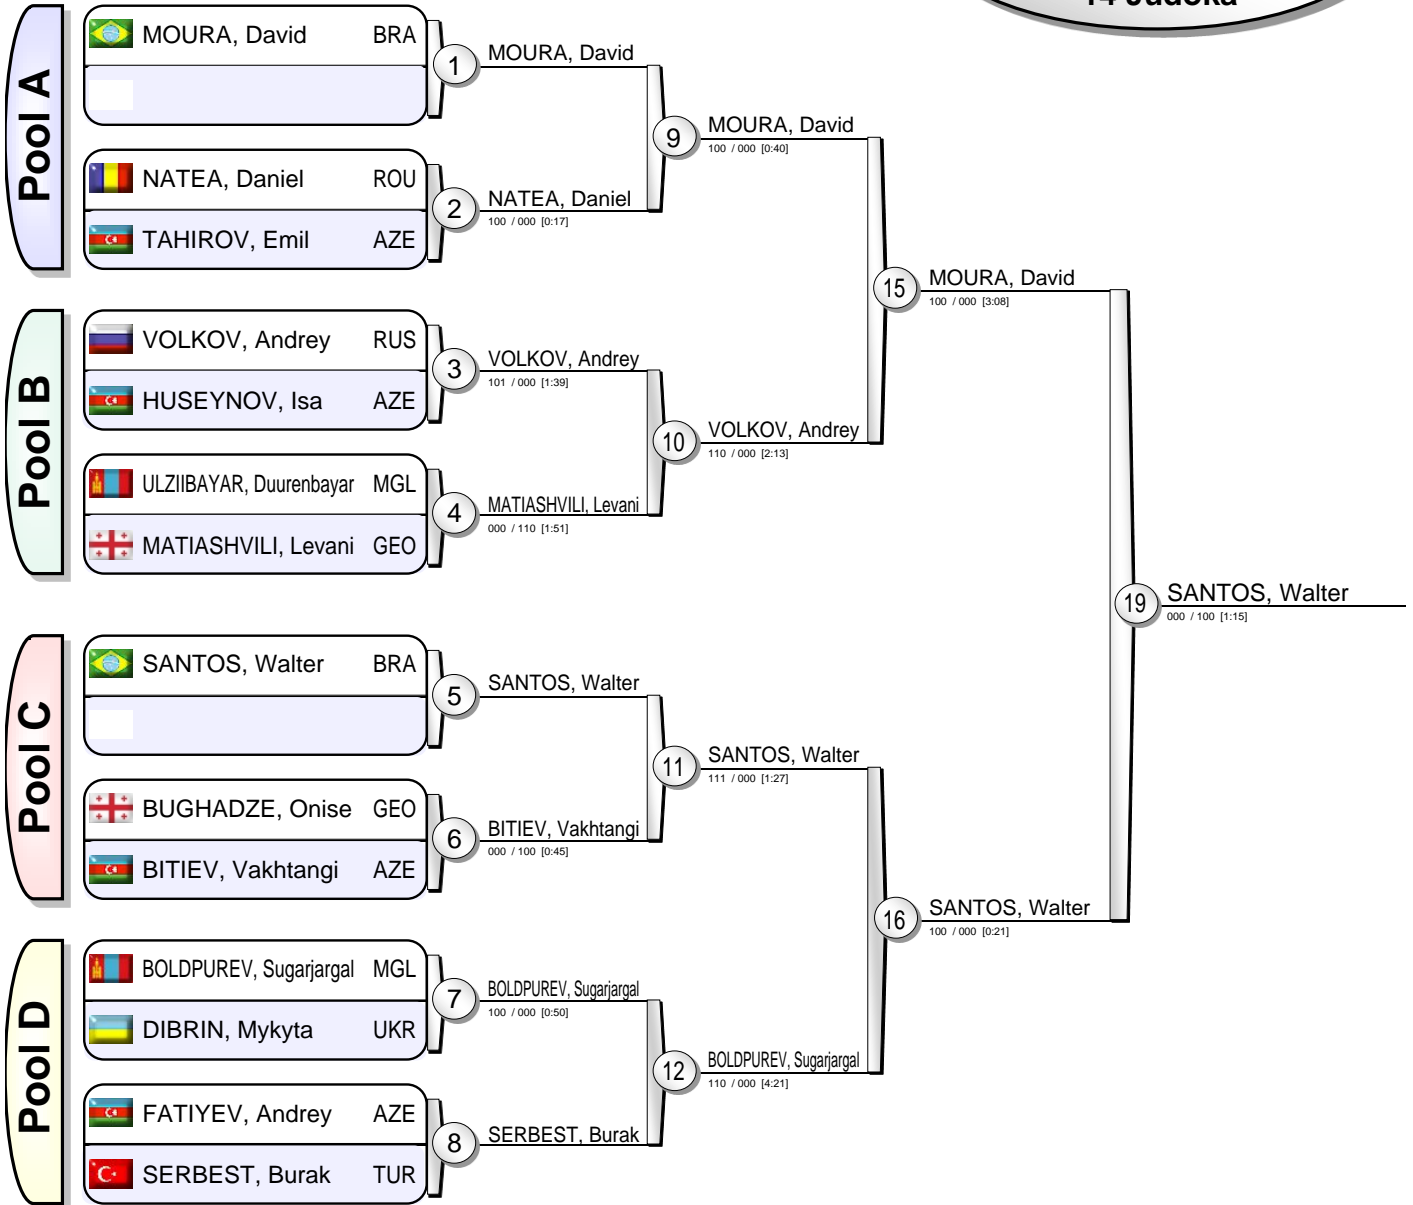 14 Judoka
Pool A
MOURA, David BRA
1
MOURA, David
NATEA, Daniel ROU
TAHIROV, Emil AZE
2
NATEA, Daniel
100 / 000 [0:17]
9
MOURA, David
100 / 000 [0:40]
Pool B
VOLKOV, Andrey RUS
HUSEYNOV, Isa AZE
3
VOLKOV, Andrey
101 / 000 [1:39]
ULZIIBAYAR, Duurenbayar MGL
MATIASHVILI, Levani GEO
4
MATIASHVILI, Levani
000 / 110 [1:51]
10
VOLKOV, Andrey
110 / 000 [2:13]
15
MOURA, David
100 / 000 [3:08]
Pool C
SANTOS, Walter BRA
5
SANTOS, Walter
BUGHADZE, Onise GEO
BITIEV, Vakhtangi AZE
6
BITIEV, Vakhtangi
000 / 100 [0:45]
11
SANTOS, Walter
111 / 000 [1:27]
Pool D
BOLDPUREV, Sugarjargal MGL
DIBRIN, Mykyta UKR
7
BOLDPUREV, Sugarjargal
100 / 000 [0:50]
FATIYEV, Andrey AZE
SERBEST, Burak TUR
8
SERBEST, Burak
12
BOLDPUREV, Sugarjargal
110 / 000 [4:21]
16
SANTOS, Walter
100 / 000 [0:21]
19
SANTOS, Walter
000 / 100 [1:15]